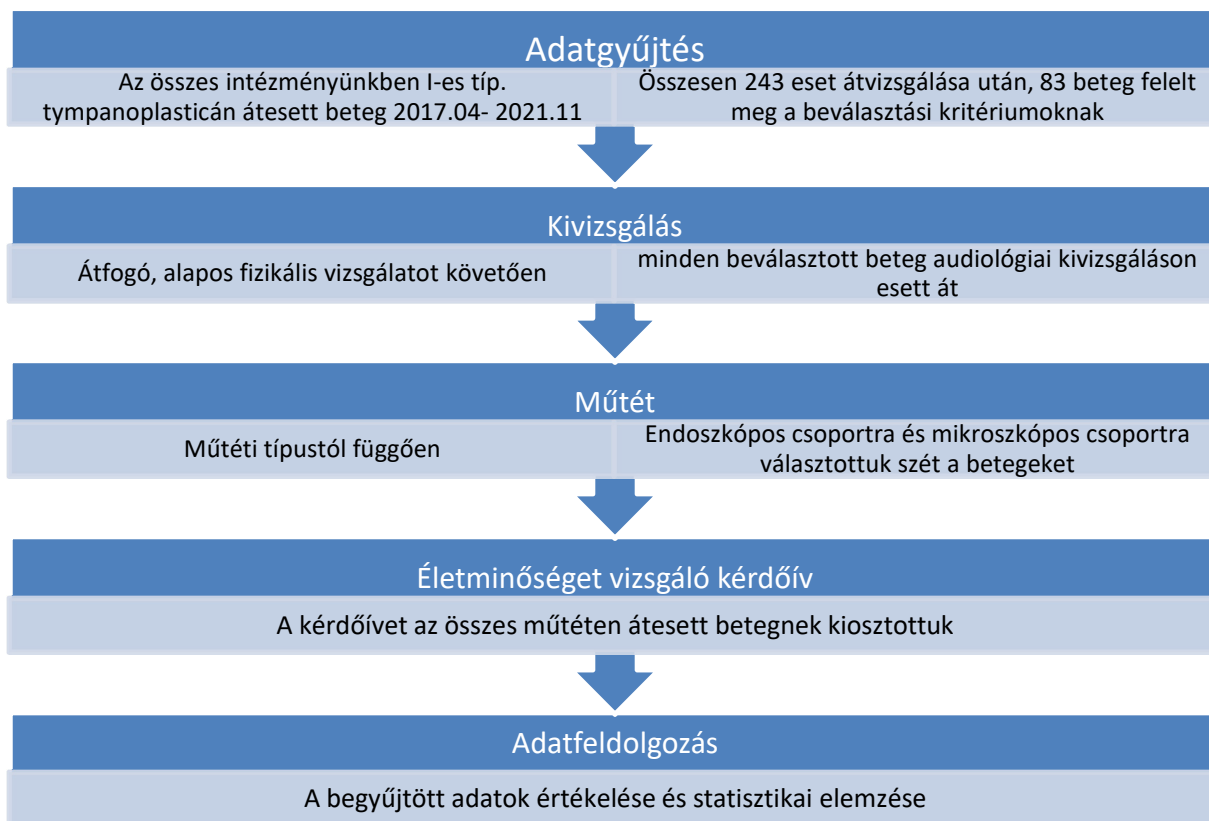 Adatgyűjtés
Az összes intézményünkben I-es típ.
tympanoplasticán átesett beteg 2017.04- 2021.11
Összesen 243 eset átvizsgálása után, 83 beteg felelt
meg a beválasztási kritériumoknak
Kivizsgálás
Átfogó, alapos fizikális vizsgálatot követően
minden beválasztott beteg audiológiai kivizsgáláson
esett át
Műtét
Műtéti típustól függően
Endoszkópos csoportra és mikroszkópos csoportra
választottuk szét a betegeket
Életminőséget vizsgáló kérdőív
A kérdőívet az összes műtéten átesett betegnek kiosztottuk
Adatfeldolgozás
A begyűjtött adatok értékelése és statisztikai elemzése